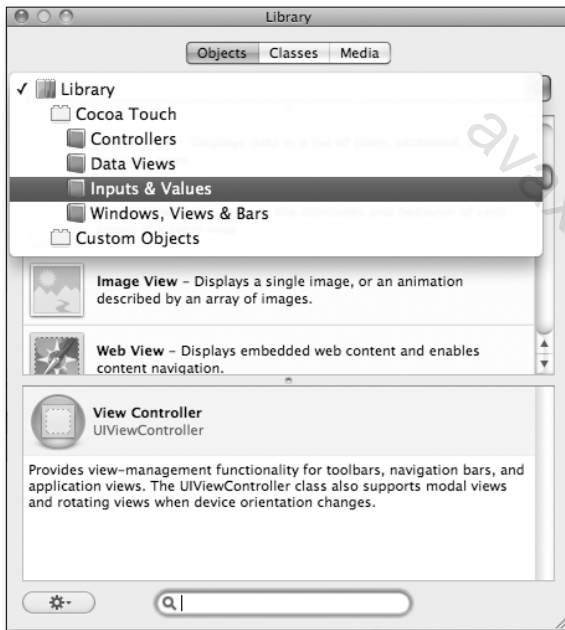 Library
Objects Classes Media
✓ Library
Cocoa Touch
Controllers
Data Views
Inputs & Values
Windows, Views & Bars
Custom Objects
Image View – Displays a single image, or an animation
described by an array of images.
Web View – Displays embedded web content and enables
content navigation.
View Controller
UIViewController
Provides view-management functionality for toolbars, navigation bars, and
application views. The UIViewController class also supports modal views
and rotating views when device orientation changes.
avax